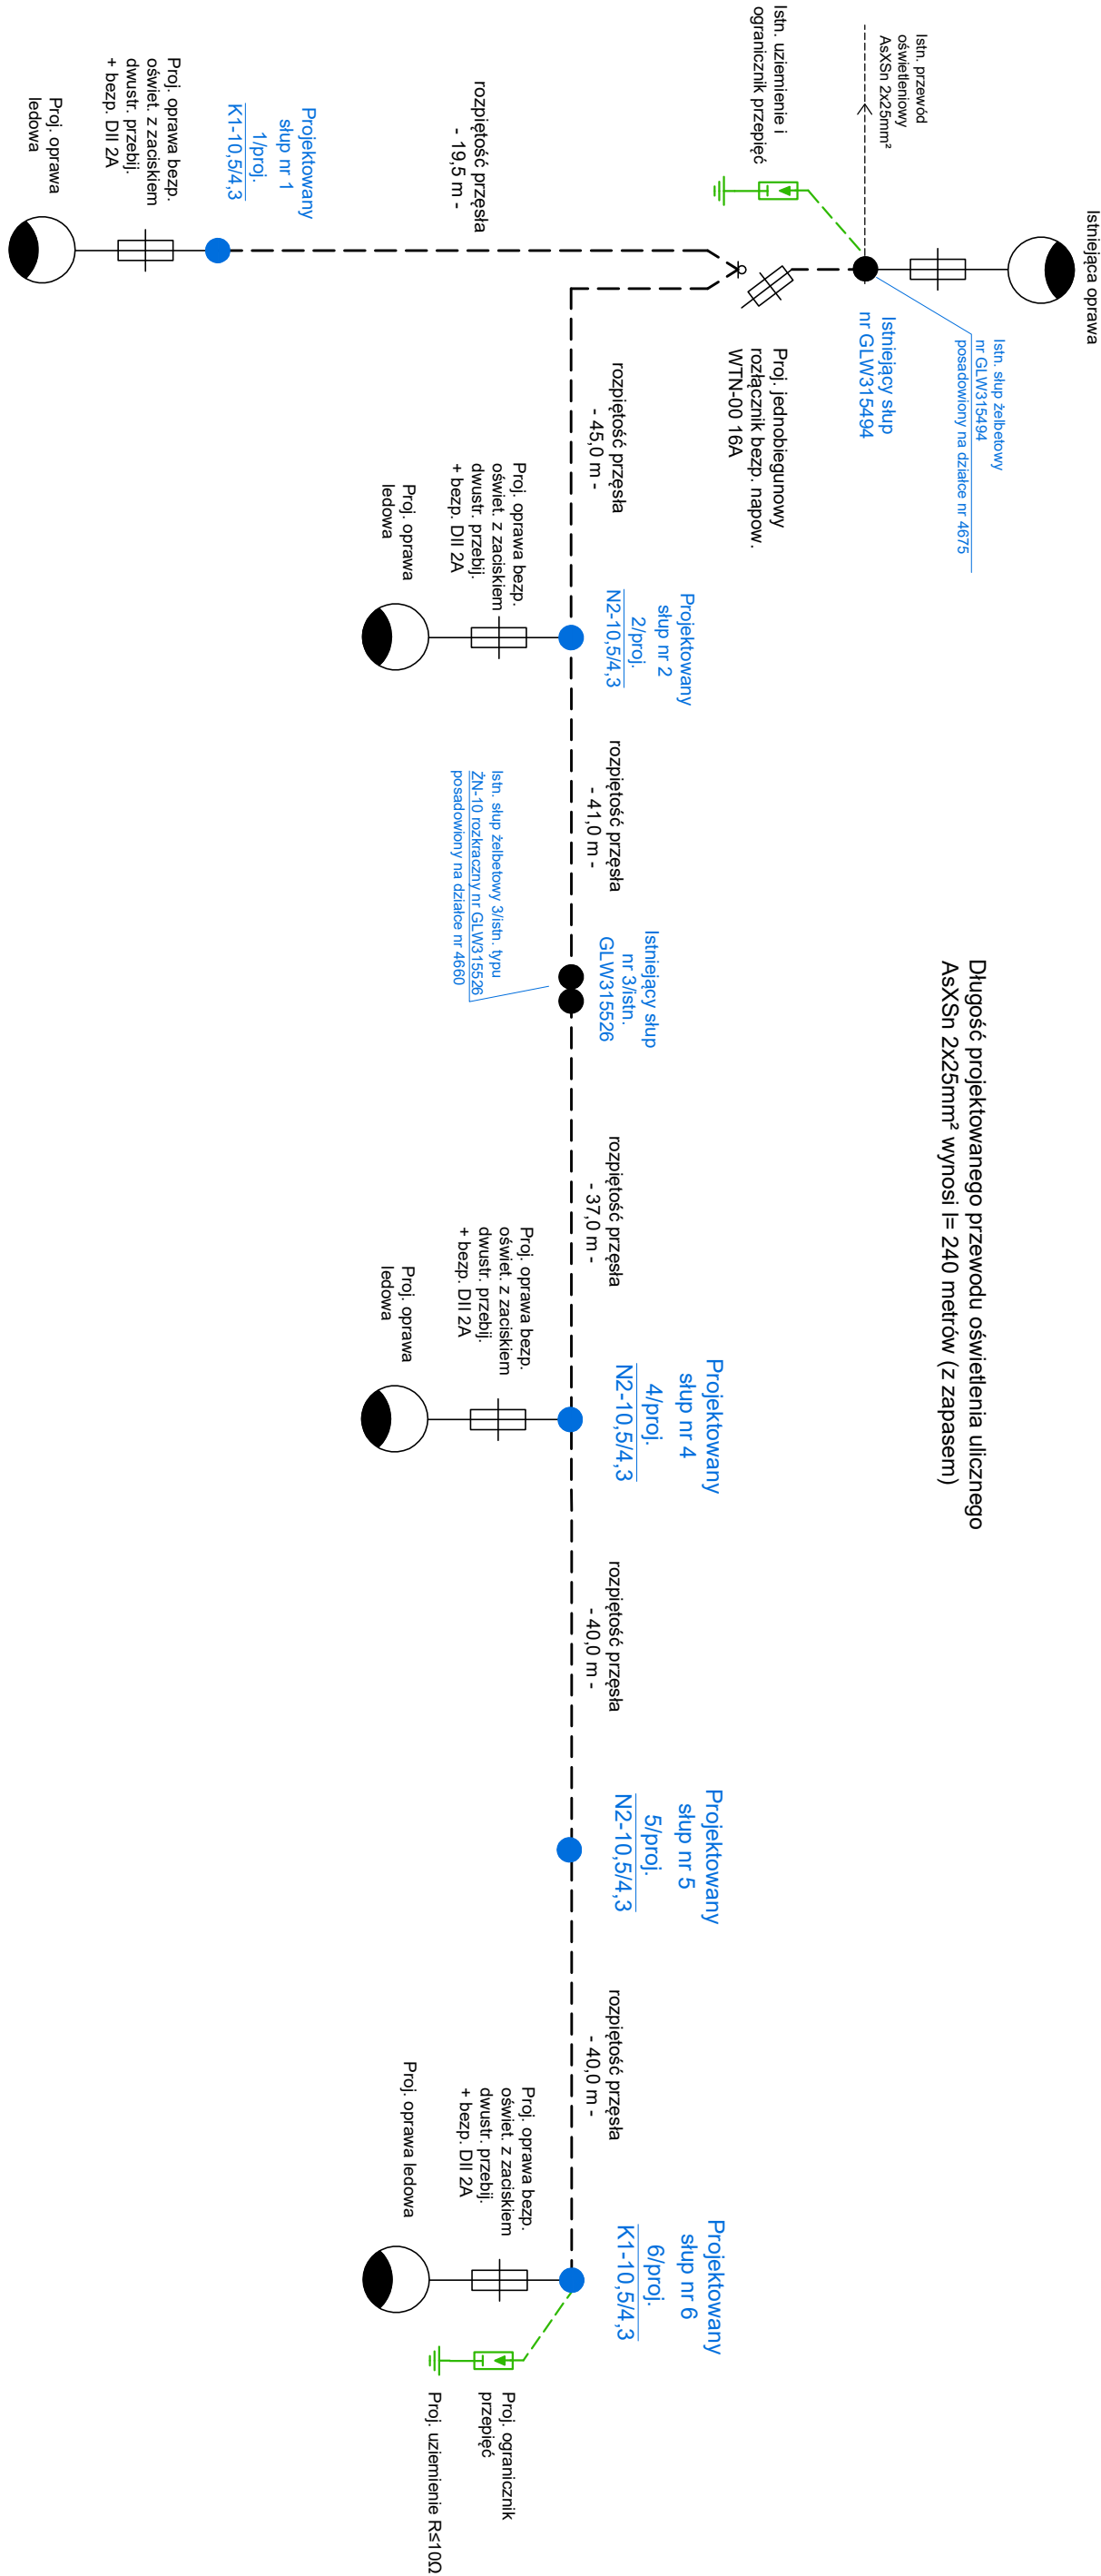 Istniejąca oprawa
Istn. przewód
oświetleniowy
AsXSn 2x25mm²
Istn. uziemienie i
ogranicznik przepięć
Istn. słup żelbetowy
nr GLW315494
posadowiony na działce nr 4675
Istniejący słup
nr GLW315494
Proj. jednobiegunowy
rozłącznik bezp. napow.
WTN-00 16A
rozpiętość przęsła
- 19,5 m -
Projektowany
słup nr 1
1/proj.
K1-10,5/4,3
Proj. oprawa bezp.
oświet. z zaciskiem
dwustr. przebij.
+ bezp. DII 2A
Proj. oprawa
ledowa
Długość projektowanego przewodu oświetlenia ulicznego
AsXSn 2x25mm² wynosi l= 240 metrów (z zapasem)
rozpiętość przęsła
- 45,0 m -
Projektowany
słup nr 2
2/proj.
N2-10,5/4,3
Proj. oprawa bezp.
oświet. z zaciskiem
dwustr. przebij.
+ bezp. DII 2A
Proj. oprawa
ledowa
rozpiętość przęsła
- 41,0 m -
Istniejący słup
nr 3/istn.
GLW315526
Istn. słup żelbetowy 3/istn. typu
ŻN-10 rozkraczny nr GLW315526
posadowiony na działce nr 4660
rozpiętość przęsła
- 37,0 m -
Projektowany
słup nr 4
4/proj.
N2-10,5/4,3
Proj. oprawa bezp.
oświet. z zaciskiem
dwustr. przebij.
+ bezp. DII 2A
Proj. oprawa
ledowa
rozpiętość przęsła
- 40,0 m -
Projektowany
słup nr 5
5/proj.
N2-10,5/4,3
rozpiętość przęsła
- 40,0 m -
Projektowany
słup nr 6
6/proj.
K1-10,5/4,3
Proj. oprawa bezp.
oświet. z zaciskiem
dwustr. przebij.
+ bezp. DII 2A
Proj. oprawa ledowa
Proj. ogranicznik
przepięć
Proj. uziemienie R≤10Ω